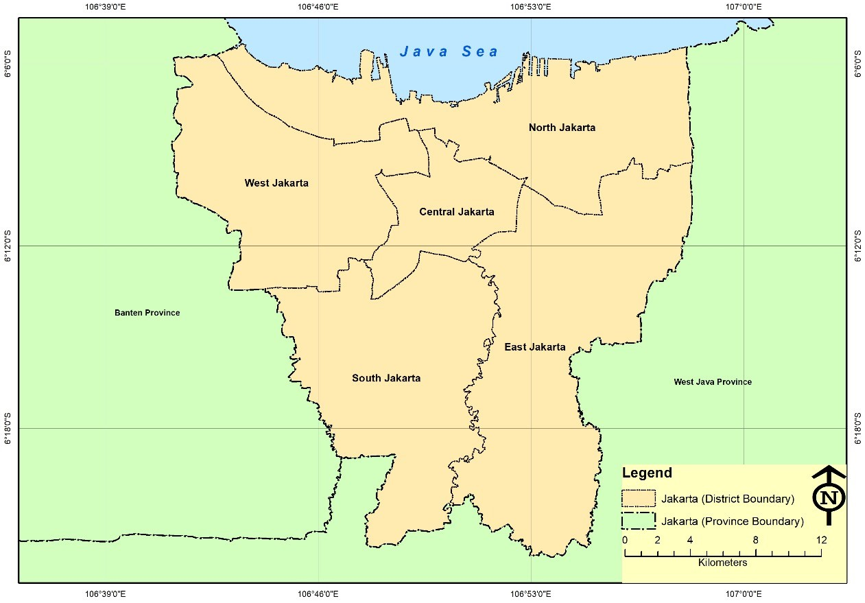 106°39'0"E 106°46'0"E 106°53'0"E 107°0'0"E
6°6'0"S 6°6'0"S
Java Sea
North Jakarta
West Jakarta
Central Jakarta
6°12'0"S 6°12'0"S
Banten Province
East Jakarta
South Jakarta
West Java Province
6°18'0"S 6°18'0"S
Legend
Jakarta (District Boundary)
Jakarta (Province Boundary)
N
0 2 4 6 8 10 12
Kilometers
106°39'0"E 106°46'0"E 106°53'0"E 107°0'0"E